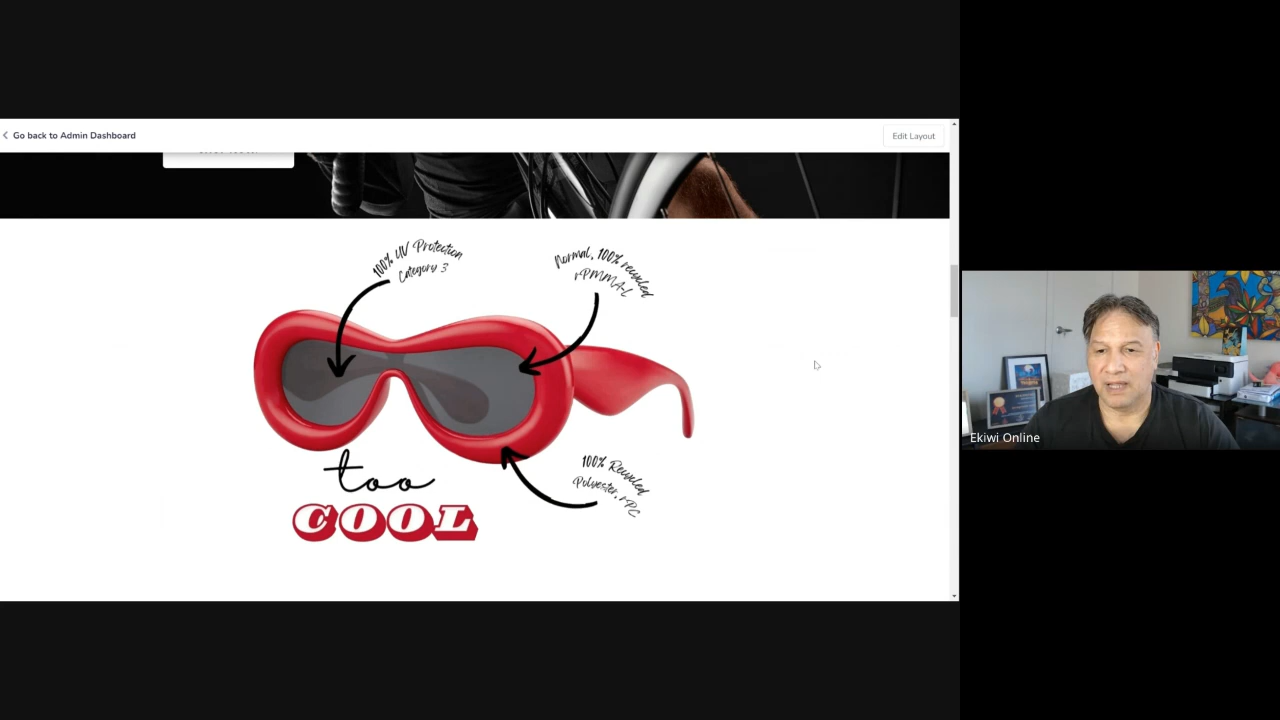 Go back to Admin Dashboard
Edit Layout
100% UV Protection
Category 3
Normal, 100% recycled
rPMMA-L
100% Recycled
Polyester, rPC
too
COOL
Ekiwi Online